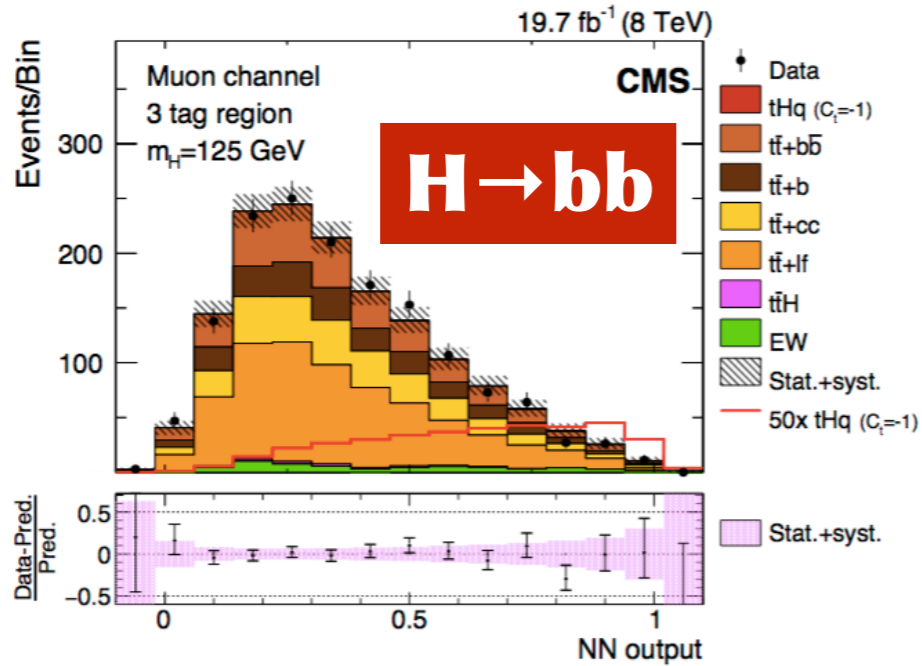 19.7 fb⁻¹ (8 TeV)
Events/Bin
300
200
100
Muon channel
3 tag region
m_H=125 GeV
CMS
H→bb
Data
tHq (C_t=-1)
tt̄+bb̄
tt̄+b
tt̄+cc
tt̄+lf
tt̄H
EW
Stat.+syst.
50x tHq (C_t=-1)
Data-Pred.
Pred.
0.5
0
−0.5
Stat.+syst.
0
0.5
1
NN output